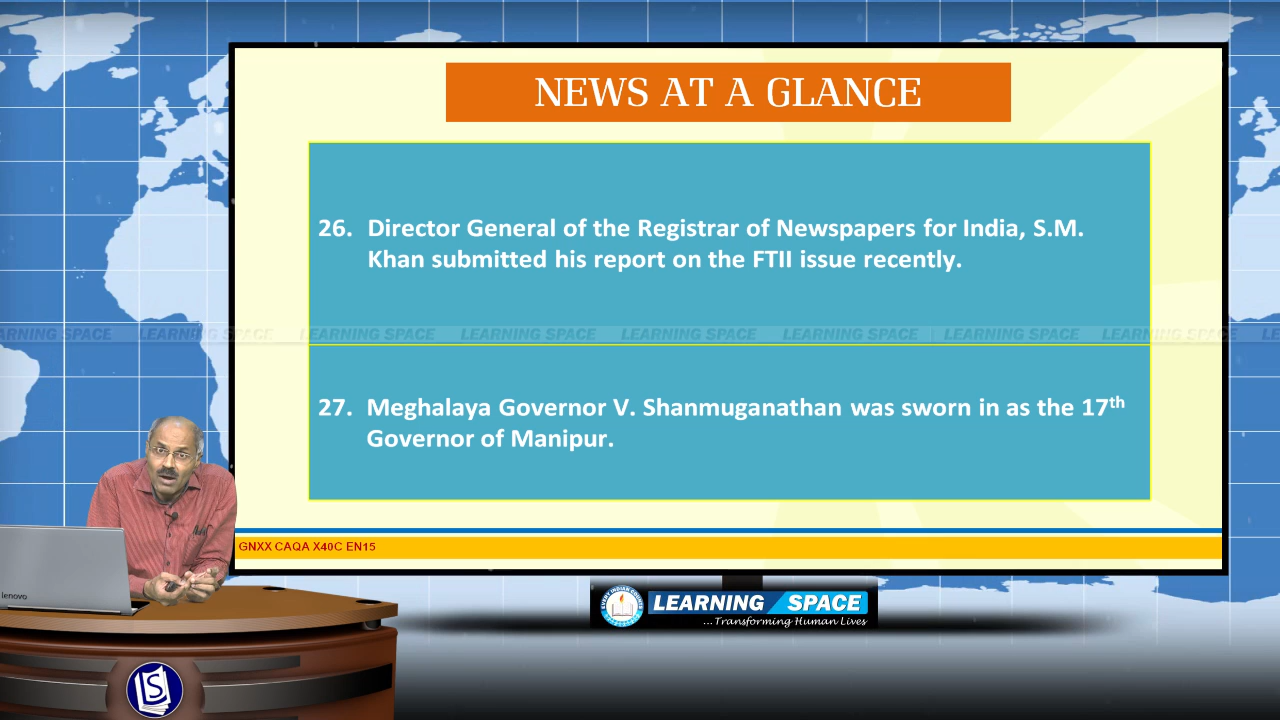 NEWS AT A GLANCE
26. Director General of the Registrar of Newspapers for India, S.M.
Khan submitted his report on the FTII issue recently.
ARNING SPACE LEARNING SPACE LEARNING SPACE LEARNING SPACE LEARNING SPACE LEARNING SPACE LEARNING SPACE LEARNING SPACE LE
27. Meghalaya Governor V. Shanmuganathan was sworn in as the 17th
Governor of Manipur.
GNXX CAQA X40C EN15
lenovo
LEARNING SPACE
...Transforming Human Lives
LS